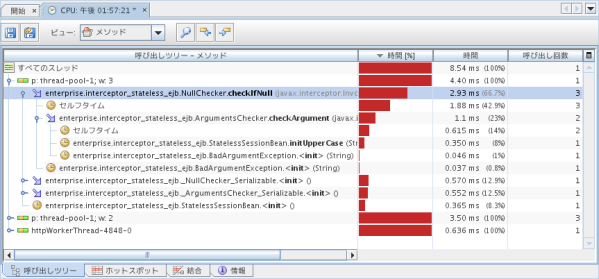 開始
CPU: 午後 01:57:21 *
ビュー: メソッド
呼び出しツリー - メソッド 時間 [%] 時間 呼び出し回数
すべてのスレッド 8.54 ms (100%) 1
p: thread-pool-1; w: 3 4.40 ms (100%) 1
enterprise.interceptor_stateless_ejb.NullChecker.checkIfNull (javax.interceptor.Invc 2.93 ms (66.7%) 3
セルフタイム 1.88 ms (42.9%) 3
enterprise.interceptor_stateless_ejb.ArgumentsChecker.checkArgument (javax.i 1.1 ms (23%) 2
セルフタイム 0.615 ms (14%) 2
enterprise.interceptor_stateless_ejb.StatelessSessionBean.initUpperCase (Str 0.350 ms (8%) 1
enterprise.interceptor_stateless_ejb.BadArgumentException.<init> (String) 0.046 ms (1%) 1
enterprise.interceptor_stateless_ejb.BadArgumentException.<init> (String) 0.037 ms (0.8%) 1
enterprise.interceptor_stateless_ejb._NullChecker_Serializable.<init> () 0.570 ms (12.9%) 1
enterprise.interceptor_stateless_ejb._ArgumentsChecker_Serializable.<init> () 0.552 ms (12.5%) 1
enterprise.interceptor_stateless_ejb.StatelessSessionBean.<init> () 0.365 ms (8.3%) 1
p: thread-pool-1; w: 2 3.50 ms (100%) 3
httpWorkerThread-4848-0 0.636 ms (100%) 1
呼び出しツリー
ホットスポット
結合
情報